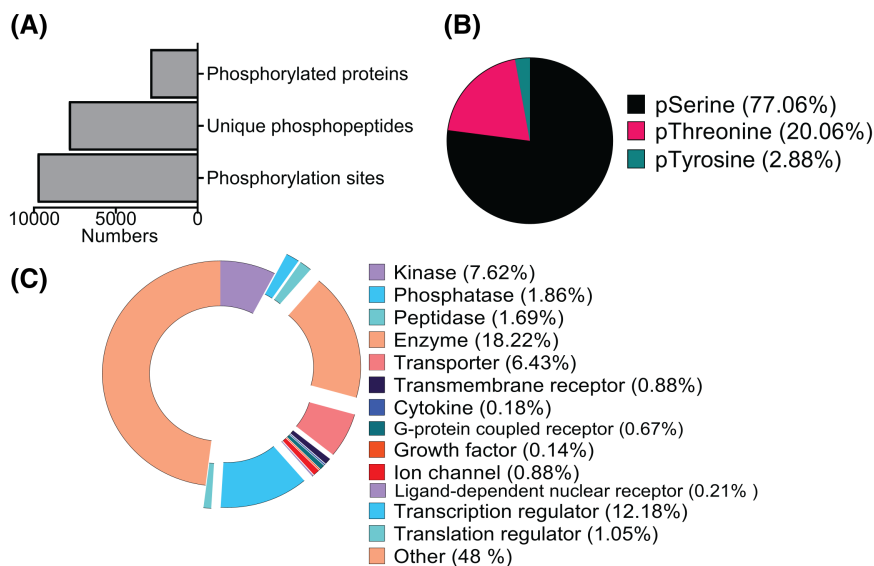 (A)
Phosphorylated proteins
Unique phosphopeptides
Phosphorylation sites
10000 5000 0
Numbers
(B)
pSerine (77.06%)
pThreonine (20.06%)
pTyrosine (2.88%)
(C)
Kinase (7.62%)
Phosphatase (1.86%)
Peptidase (1.69%)
Enzyme (18.22%)
Transporter (6.43%)
Transmembrane receptor (0.88%)
Cytokine (0.18%)
G-protein coupled receptor (0.67%)
Growth factor (0.14%)
Ion channel (0.88%)
Ligand-dependent nuclear receptor (0.21% )
Transcription regulator (12.18%)
Translation regulator (1.05%)
Other (48 %)